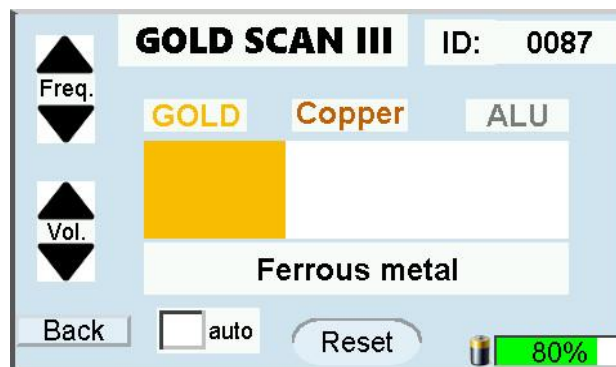 GOLD SCAN III ID: 0087
Freq.
GOLD Copper ALU
Vol.
Ferrous metal
Back auto Reset 80%